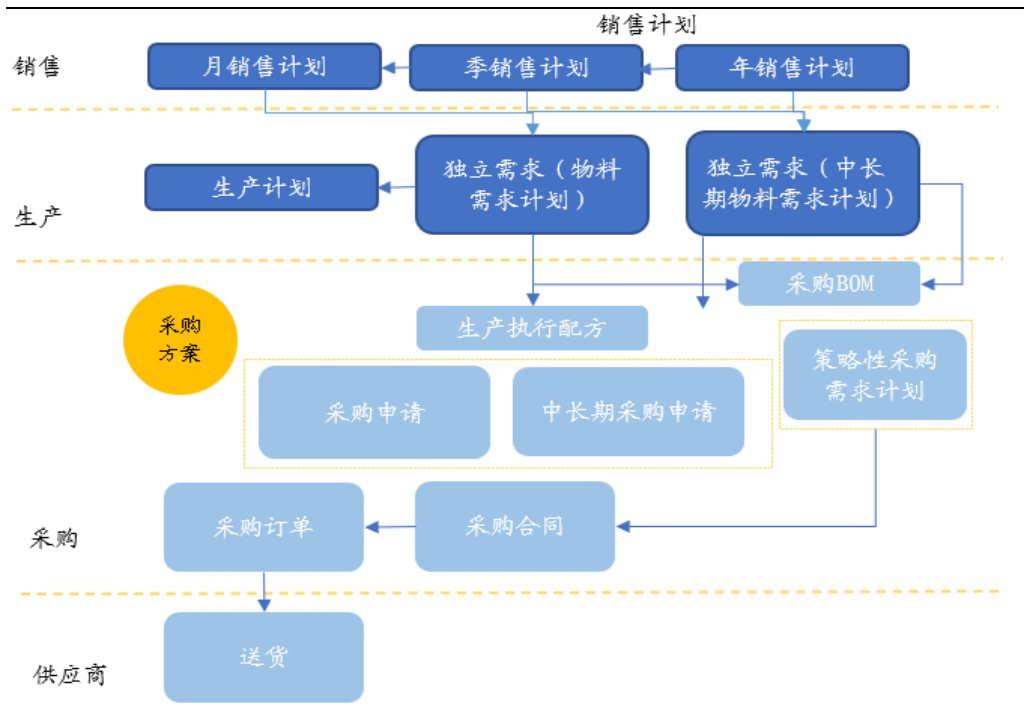 销售计划
销售
月销售计划
季销售计划
年销售计划
生产
生产计划
独立需求（物料
需求计划）
独立需求（中长
期物料需求计划）
采购BOM
采购
方案
生产执行配方
策略性采购
需求计划
采购申请
中长期采购申请
采购
采购订单
采购合同
供应商
送货